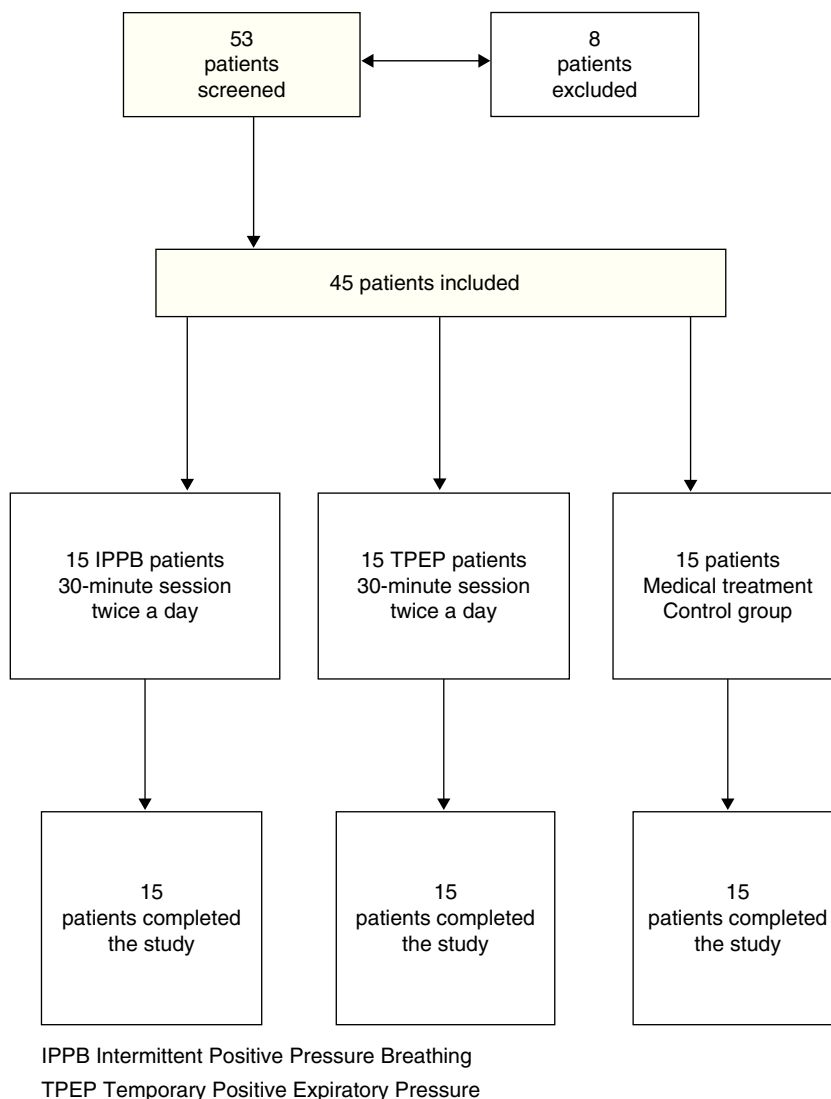 53
patients
screened
8
patients
excluded
45 patients included
15 IPPB patients
30-minute session
twice a day
15 TPEP patients
30-minute session
twice a day
15 patients
Medical treatment
Control group
15
patients completed
the study
15
patients completed
the study
15
patients completed
the study
IPPB Intermittent Positive Pressure Breathing
TPEP Temporary Positive Expiratory Pressure